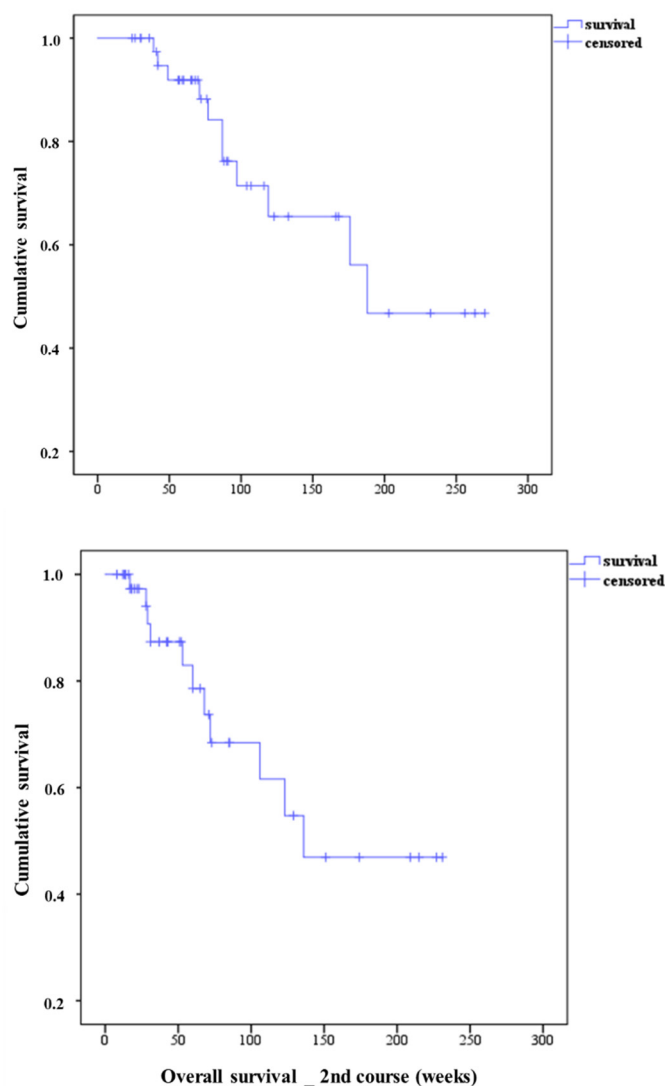 survival
censored
1.0
0.8
0.6
0.4
0.2
Cumulative survival
0 50 100 150 200 250 300
survival
censored
1.0
0.8
0.6
0.4
0.2
Cumulative survival
0 50 100 150 200 250 300
Overall survival _ 2nd course (weeks)